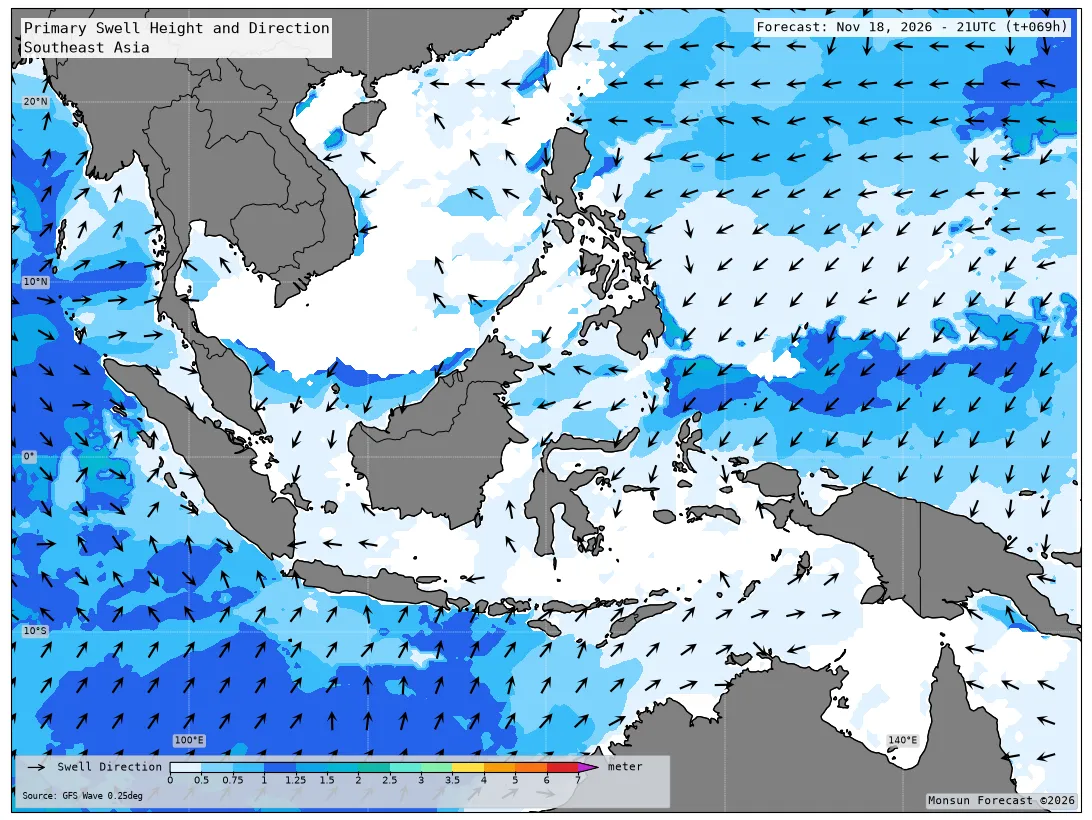 Primary Swell Height and Direction
Southeast Asia
Forecast: Nov 18, 2026 - 21UTC (t+069h)
20°N
10°N
0°
10°S
100°E
140°E
Swell Direction
0 0.5 0.75 1 1.25 1.5 2 2.5 3 3.5 4 5 6 7
meter
Source: GFS Wave 0.25deg
Monsun Forecast ©2026